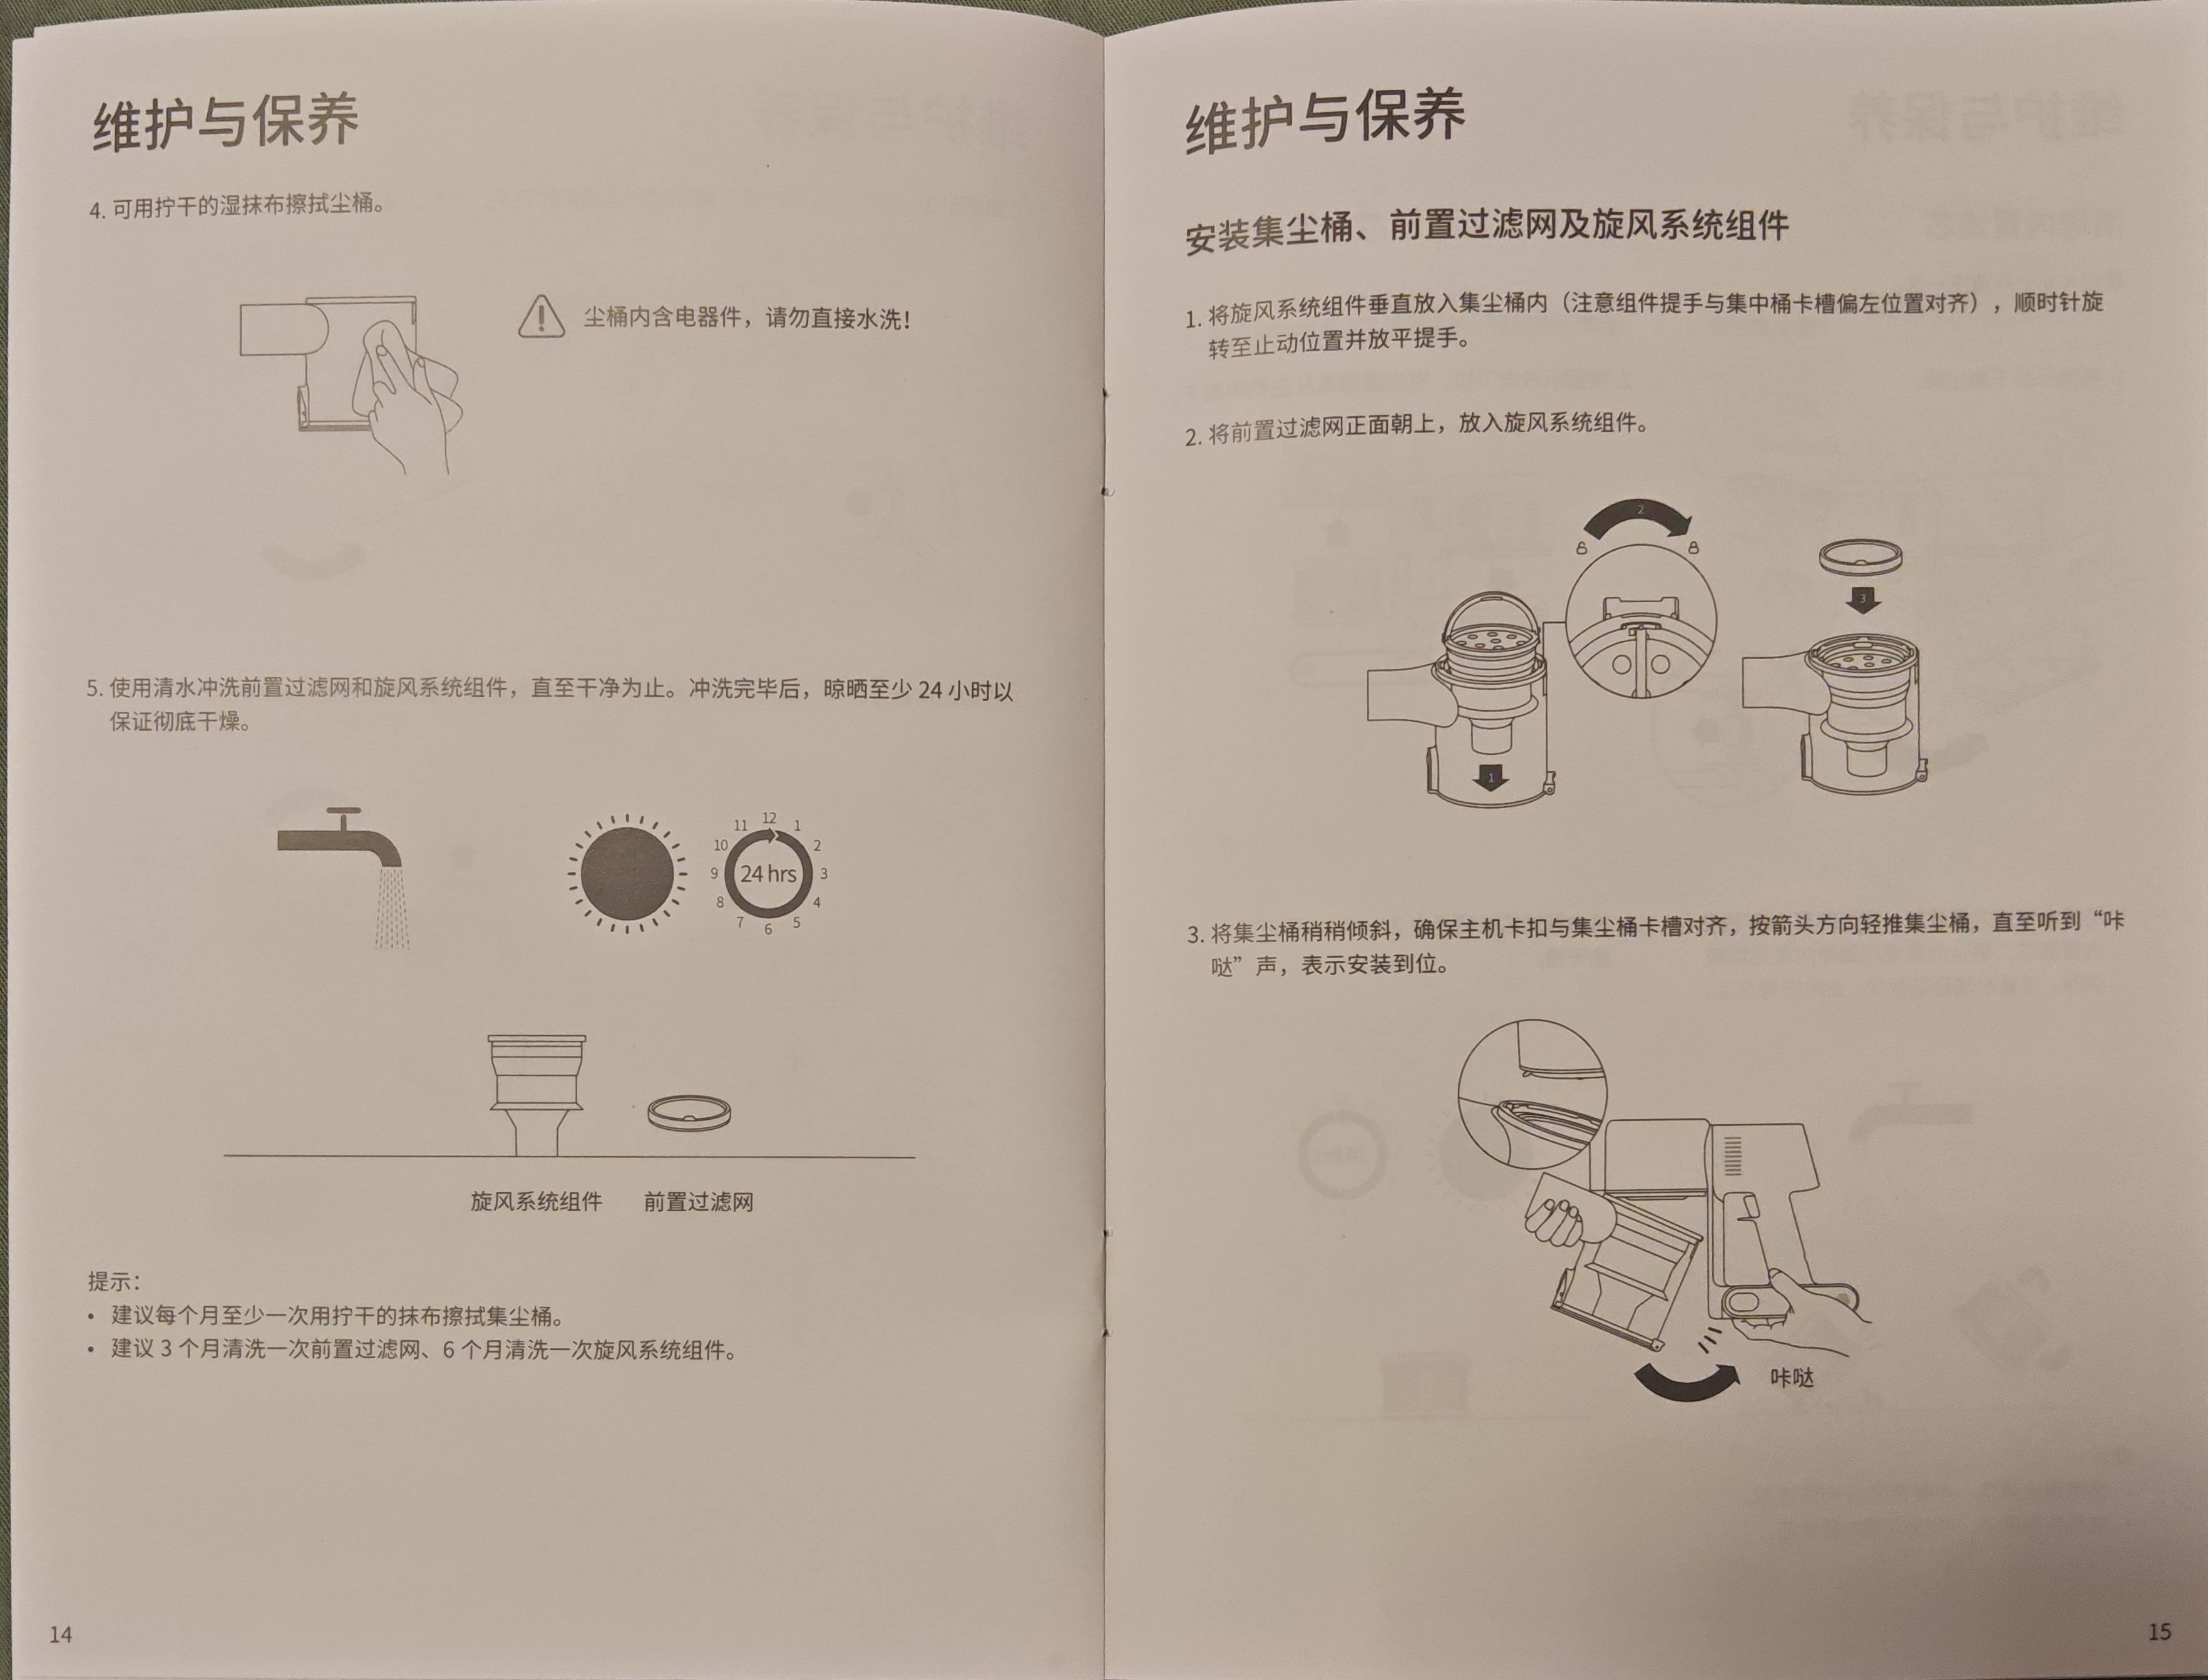 维护与保养
4. 可用拧干的湿抹布擦拭尘桶。
尘桶内含电器件，请勿直接水洗！
5. 使用清水冲洗前置过滤网和旋风系统组件，直至干净为止。冲洗完毕后，晾晒至少 24 小时以
保证彻底干燥。
12
11 1
10 2
9 24 hrs 3
8 4
7 5
6
旋风系统组件 前置过滤网
提示：
• 建议每个月至少一次用拧干的抹布擦拭集尘桶。
• 建议 3 个月清洗一次前置过滤网、6 个月清洗一次旋风系统组件。
14
维护与保养
安装集尘桶、前置过滤网及旋风系统组件
1. 将旋风系统组件垂直放入集尘桶内（注意组件提手与集中桶卡槽偏左位置对齐），顺时针旋
转至止动位置并放平提手。
2. 将前置过滤网正面朝上，放入旋风系统组件。
2
3
1
3. 将集尘桶稍稍倾斜，确保主机卡扣与集尘桶卡槽对齐，按箭头方向轻推集尘桶，直至听到“咔
哒”声，表示安装到位。
咔哒
15